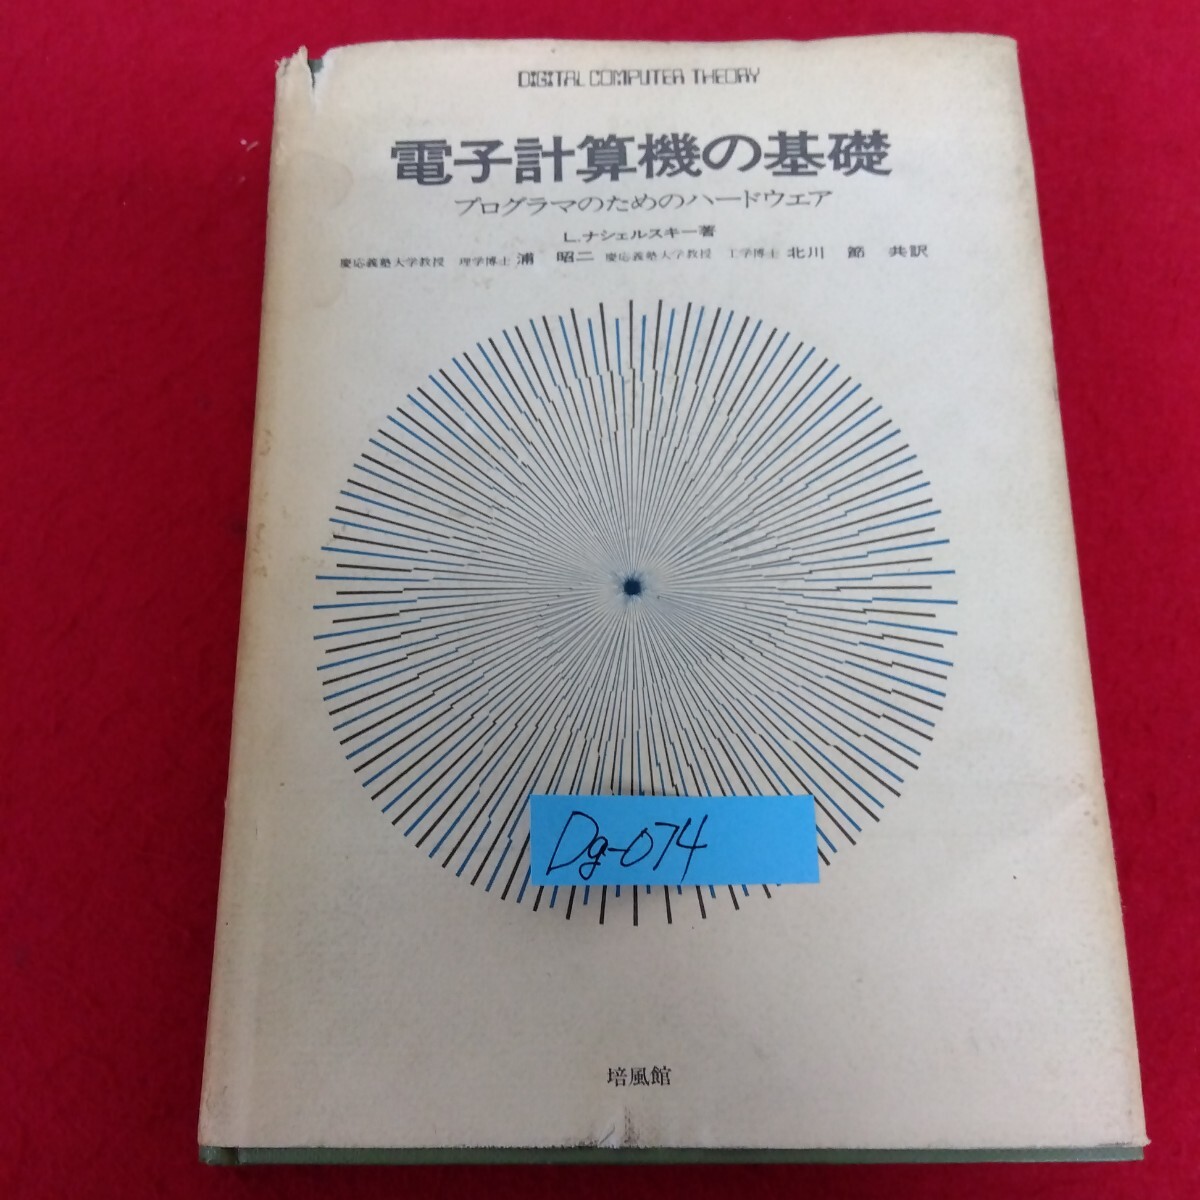 DIGITAL COMPUTER THEORY
電子計算機の基礎
プログラマのためのハードウェア
L.ナシェルスキー著
慶応義塾大学教授 理学博士 浦 昭二 慶応義塾大学教授 工学博士 北川 節 共訳
Dg-074
培風館